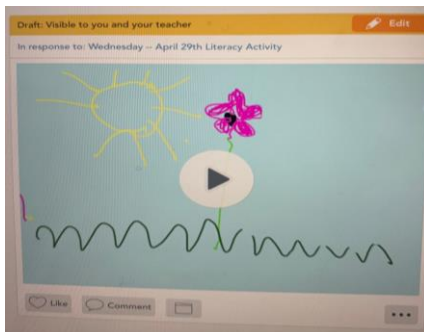 Draft: Visible to you and your teacher
Edit
In response to: Wednesday -- April 29th Literacy Activity
Like
Comment